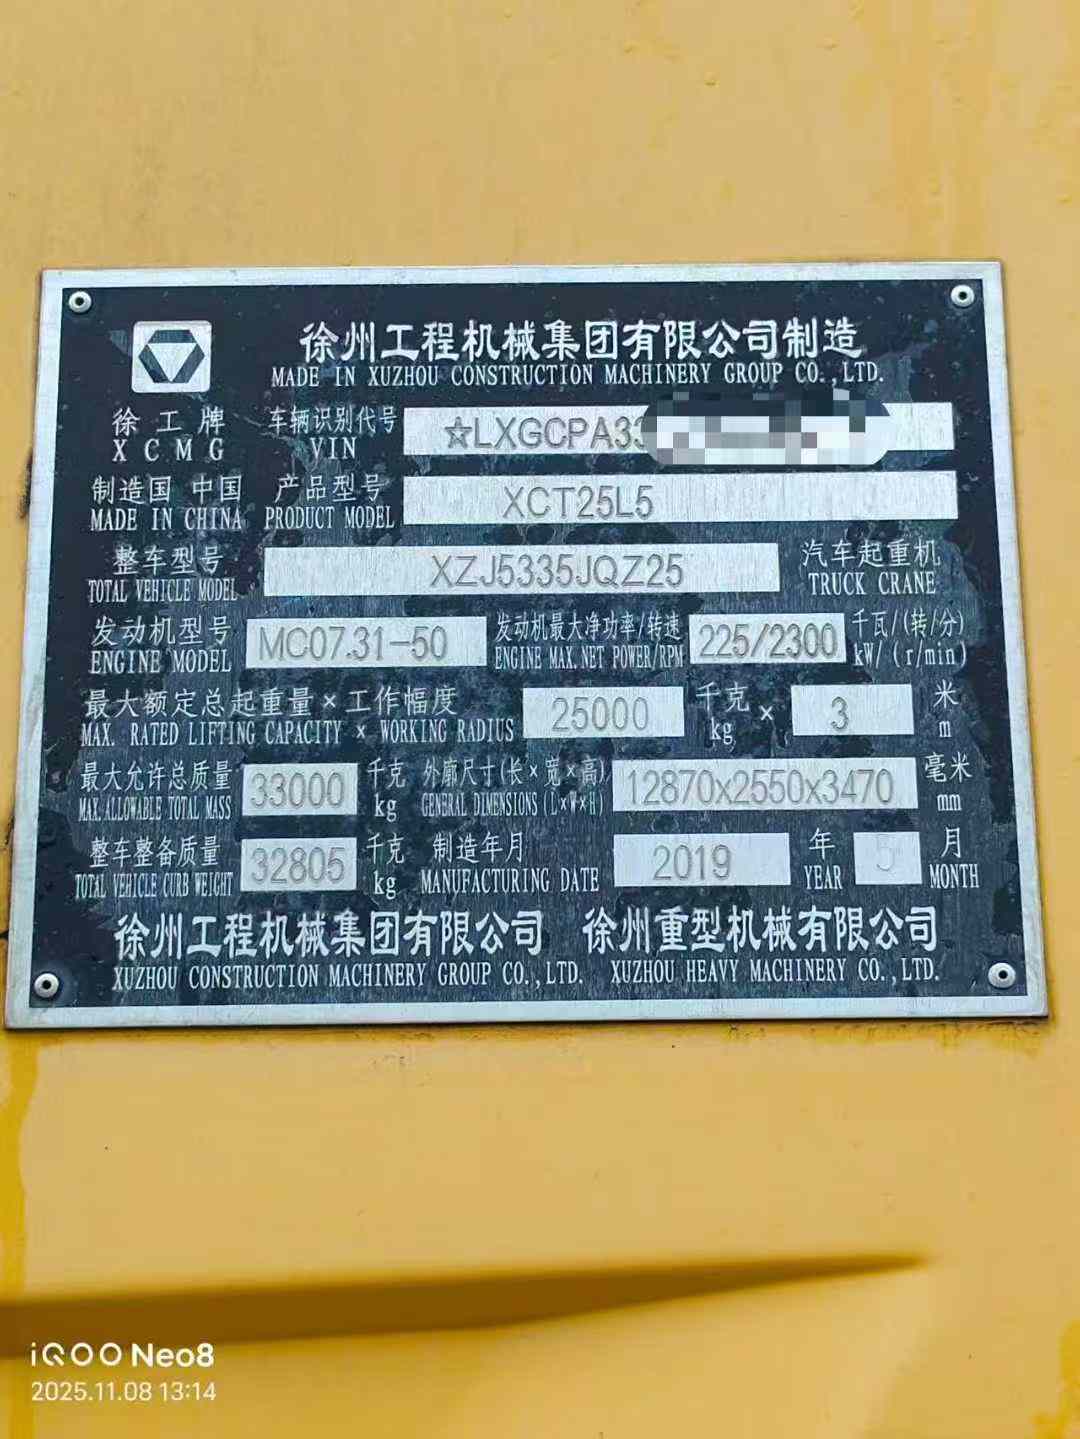 徐州工程机械集团有限公司制造
MADE IN XUZHOU CONSTRUCTION MACHINERY GROUP CO.,LTD.
徐工牌 车辆识别代号 ☆LXGCPA33
XCMG VIN
制造国 中国 产品型号 XCT25L5
MADE IN CHINA PRODUCT MODEL
整车型号 XZJ5335JQZ25 汽车起重机
TOTAL VEHICLE MODEL TRUCK CRANE
发动机型号 MC07.31-50 发动机最大净功率/转速 225/2300 千瓦/(转/分)
ENGINE MODEL ENGINE MAX.NET POWER/RPM kW/(r/min)
最大额定总起重量×工作幅度 25000 千克 × 3 米
MAX. RATED LIFTING CAPACITY × WORKING RADIUS kg m
最大允许总质量 33000 千克 外廓尺寸(长×宽×高) 12870x2550x3470 毫米
MAX.ALLOWABLE TOTAL MASS kg GENERAL DIMENSIONS (L×W×H) mm
整车整备质量 32805 千克 制造年月 2019 年 5 月
TOTAL VEHICLE CURB WEIGHT kg MANUFACTURING DATE YEAR MONTH
徐州工程机械集团有限公司 徐州重型机械有限公司
XUZHOU CONSTRUCTION MACHINERY GROUP CO.,LTD. XUZHOU HEAVY MACHINERY CO.,LTD.
iQOO Neo8
2025.11.08 13:14